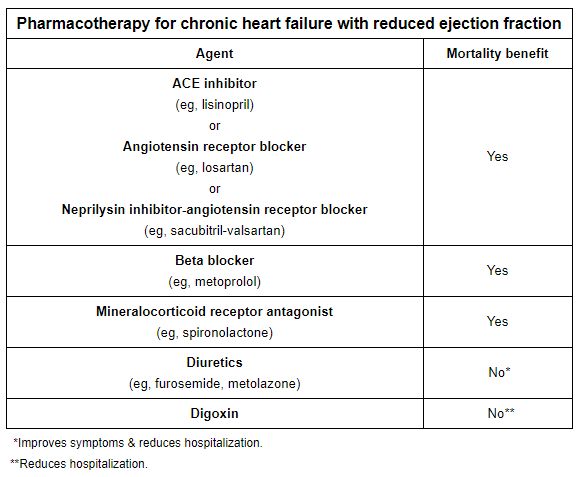 Pharmacotherapy for chronic heart failure with reduced ejection fraction
Agent Mortality benefit
ACE inhibitor
(eg, lisinopril)
or
Angiotensin receptor blocker
(eg, losartan)
or
Neprilysin inhibitor-angiotensin receptor blocker
(eg, sacubitril-valsartan)
Yes
Beta blocker
(eg, metoprolol)
Yes
Mineralocorticoid receptor antagonist
(eg, spironolactone)
Yes
Diuretics
(eg, furosemide, metolazone)
No*
Digoxin No**
*Improves symptoms & reduces hospitalization.
**Reduces hospitalization.